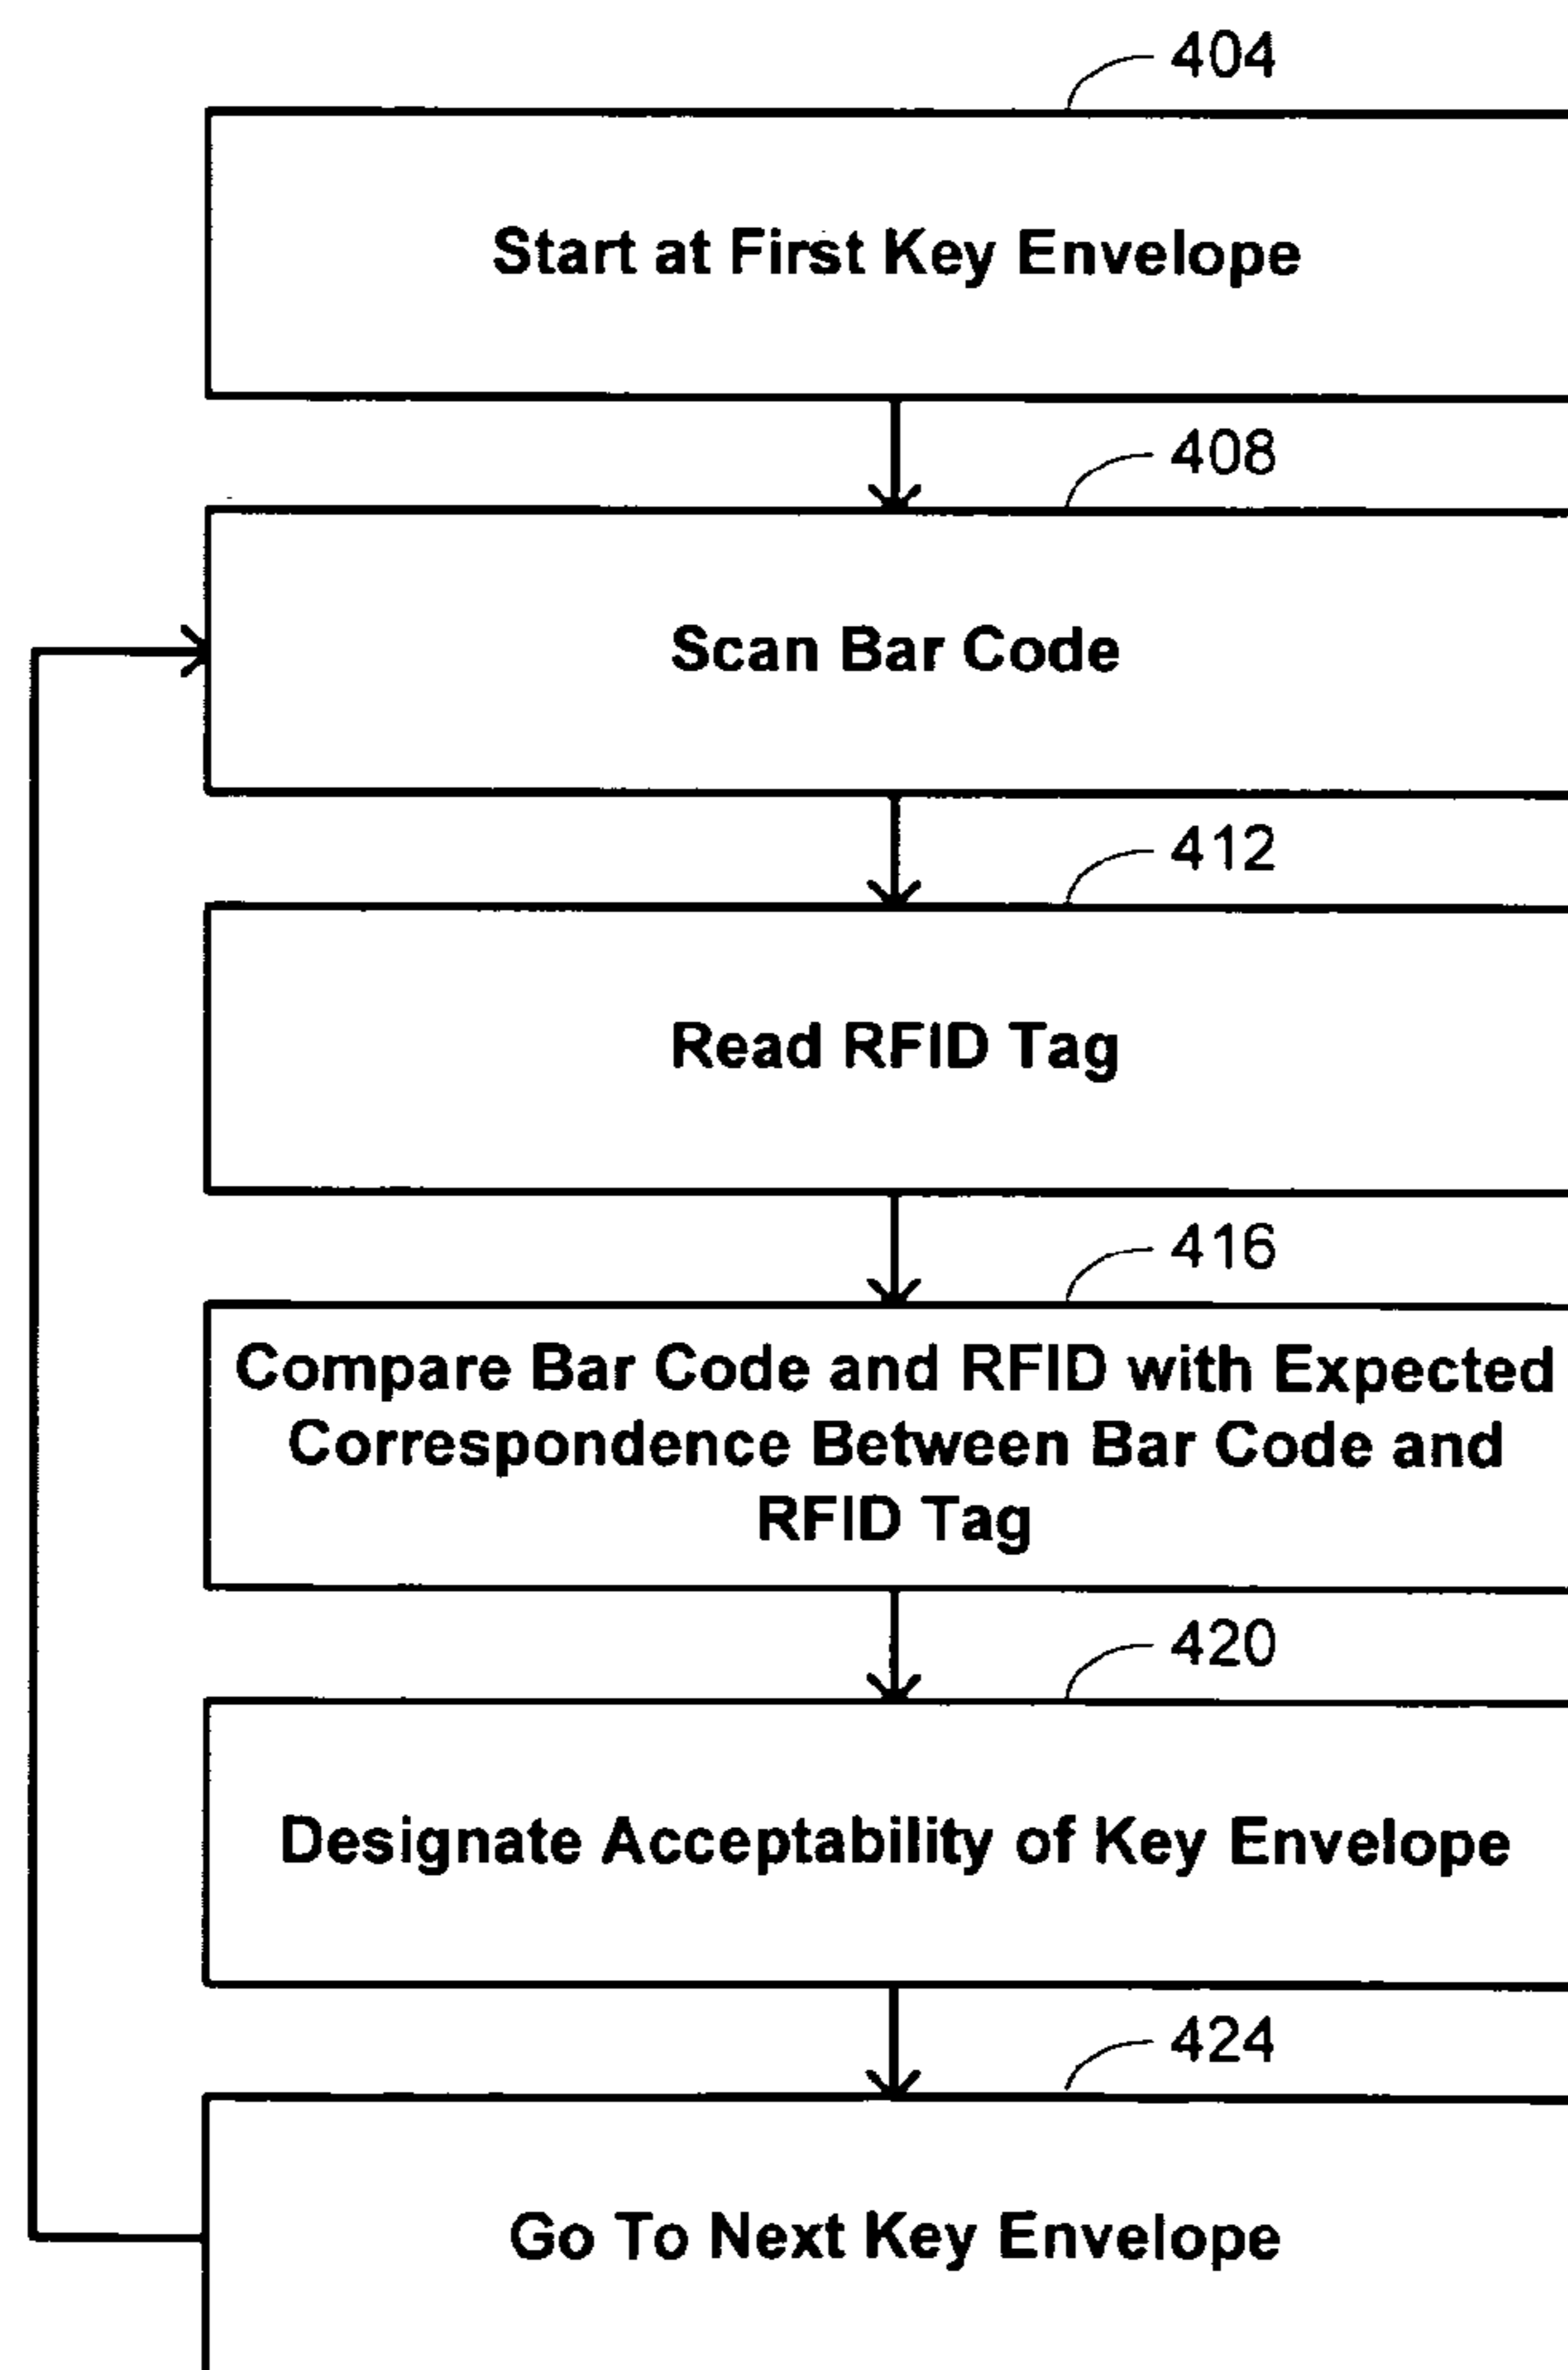 404
Start at First Key Envelope
408
Scan Bar Code
412
Read RFID Tag
416
Compare Bar Code and RFID with Expected
Correspondence Between Bar Code and
RFID Tag
420
Designate Acceptability of Key Envelope
424
Go To Next Key Envelope